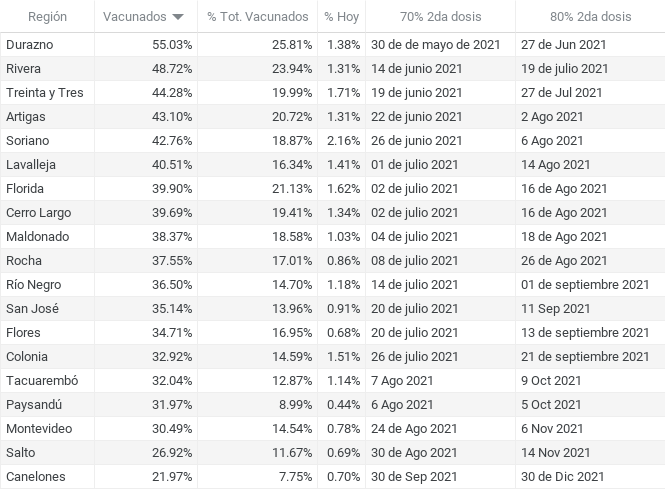 Región Vacunados % Tot. Vacunados % Hoy 70% 2da dosis 80% 2da dosis
Durazno 55.03% 25.81% 1.38% 30 de de mayo de 2021 27 de Jun 2021
Rivera 48.72% 23.94% 1.31% 14 de junio 2021 19 de julio 2021
Treinta y Tres 44.28% 19.99% 1.71% 19 de junio 2021 27 de Jul 2021
Artigas 43.10% 20.72% 1.31% 22 de junio 2021 2 Ago 2021
Soriano 42.76% 18.87% 2.16% 26 de junio 2021 6 Ago 2021
Lavalleja 40.51% 16.34% 1.41% 01 de julio 2021 14 Ago 2021
Florida 39.90% 21.13% 1.62% 02 de julio 2021 16 de Ago 2021
Cerro Largo 39.69% 19.41% 1.34% 02 de julio 2021 16 de Ago 2021
Maldonado 38.37% 18.58% 1.03% 04 de julio 2021 18 de Ago 2021
Rocha 37.55% 17.01% 0.86% 08 de julio 2021 26 de Ago 2021
Río Negro 36.50% 14.70% 1.18% 14 de julio 2021 01 de septiembre 2021
San José 35.14% 13.96% 0.91% 20 de julio 2021 11 Sep 2021
Flores 34.71% 16.95% 0.68% 20 de julio 2021 13 de septiembre 2021
Colonia 32.92% 14.59% 1.51% 26 de julio 2021 21 de septiembre 2021
Tacuarembó 32.04% 12.87% 1.14% 7 Ago 2021 9 Oct 2021
Paysandú 31.97% 8.99% 0.44% 6 Ago 2021 5 Oct 2021
Montevideo 30.49% 14.54% 0.78% 24 de Ago 2021 6 Nov 2021
Salto 26.92% 11.67% 0.69% 30 de Ago 2021 14 Nov 2021
Canelones 21.97% 7.75% 0.70% 30 de Sep 2021 30 de Dic 2021